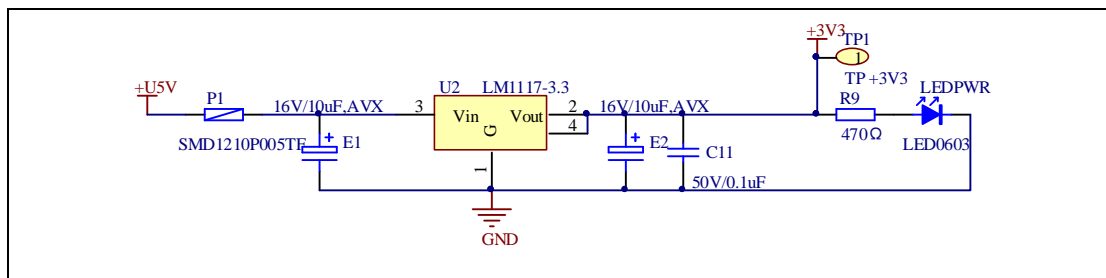 +3V3
TP1
1
+U5V
P1
U2
LM1117-3.3
TP +3V3
16V/10uF,AVX
3
Vin
Vout
2
16V/10uF,AVX
R9
LEDPWR
G
4
SMD1210P005TF
E1
E2
C11
470Ω
LED0603
1
50V/0.1uF
GND